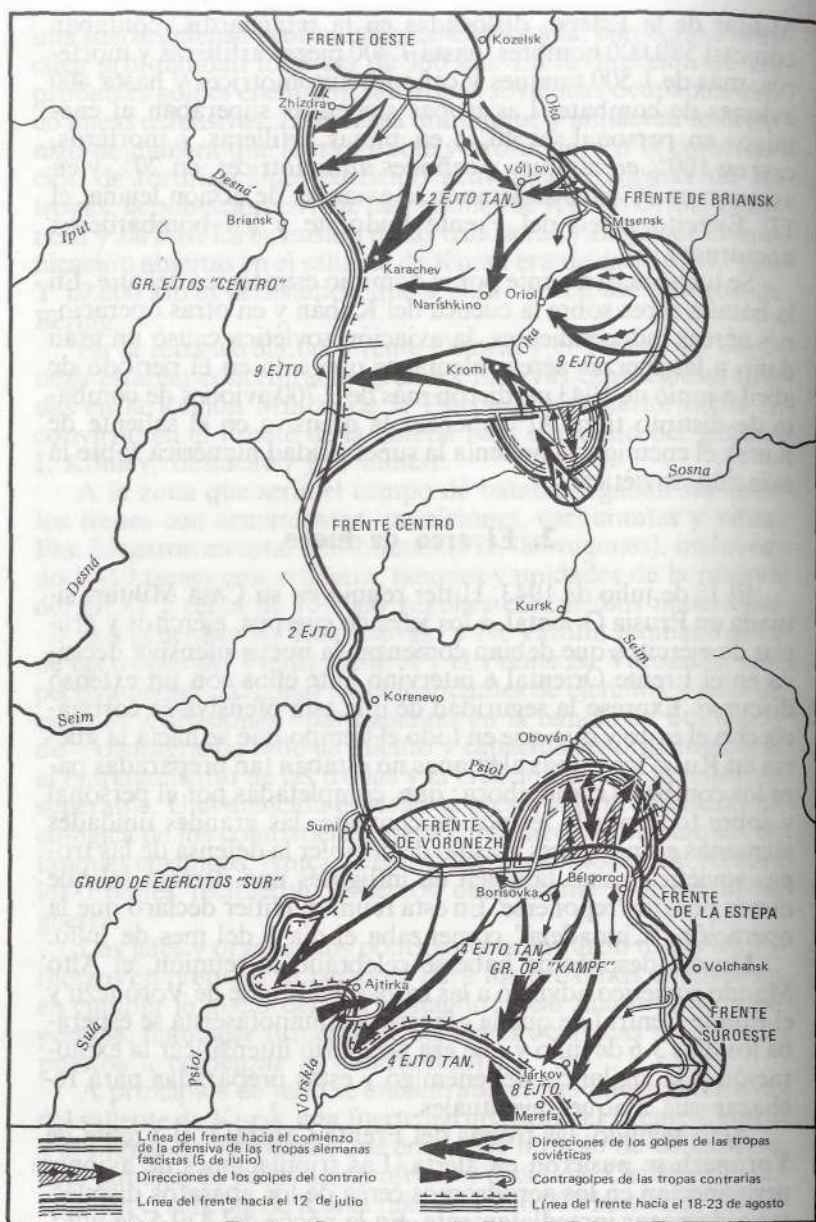 FRENTE OESTE
Kozelsk
Zhizdra
Oka
Desná
Vóljov
FRENTE DE BRIANSK
2 EJTO TAN.
Iput
Briansk
Mtsensk
GR. EJTOS "CENTRO"
Karachev
Narishkino
Oriol
Oka
9 EJTO
9 EJTO
Kromi
Sosna
FRENTE CENTRO
Desná
Kursk
2 EJTO
Seim
Korenevo
Seim
Oboyán
Psiol
Sumi
FRENTE
DE VORONEZH
GRUPO DE EJERCITOS "SUR"
Bélgorod
Borisovka
FRENTE
DE LA ESTEPA
4 EJTO TAN.
GR. OP. "KAMPF"
Volchansk
Ajtirka
Sula
Psiol
Vorskla
FRENTE
SUROESTE
4 EJTO TAN.
Járkov
8 EJTO
Merefa
Línea del frente hacia el comienzo
de la ofensiva de las tropas alemanas
fascistas (5 de julio)
Direcciones de los golpes del contrario
Línea del frente hacia el 12 de julio
Direcciones de los golpes de las tropas
soviéticas
Contragolpes de las tropas contrarias
Línea del frente hacia el 18-23 de agosto